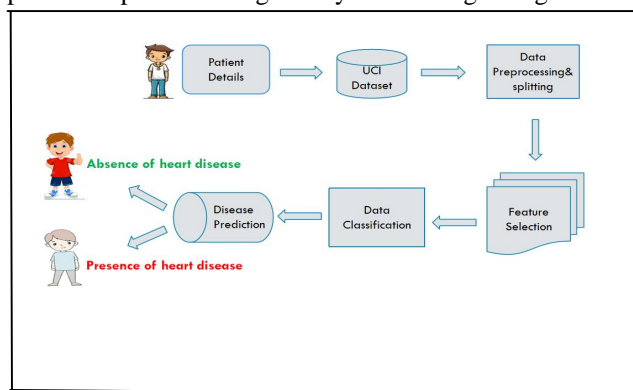 Patient
Details
UCI
Dataset
Data
Preprocessing&
splitting
Absence of heart disease
Disease
Prediction
Data
Classification
Feature
Selection
Presence of heart disease